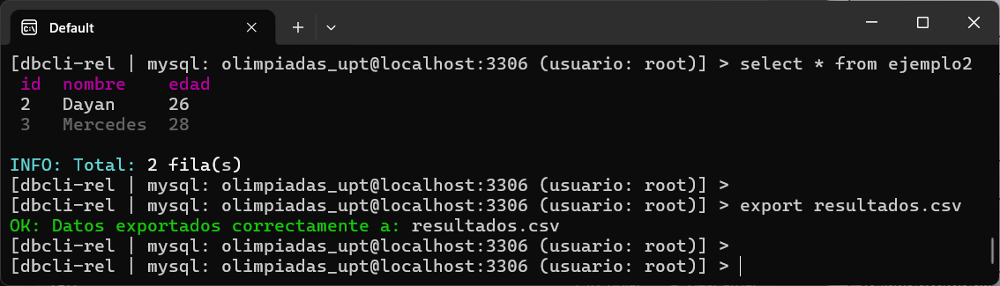 Default
[dbcli-rel | mysql: olimpiadas_upt@localhost:3306 (usuario: root)] > select * from ejemplo2
id nombre edad
2 Dayan 26
3 Mercedes 28
INFO: Total: 2 fila(s)
[dbcli-rel | mysql: olimpiadas_upt@localhost:3306 (usuario: root)] >
[dbcli-rel | mysql: olimpiadas_upt@localhost:3306 (usuario: root)] > export resultados.csv
OK: Datos exportados correctamente a: resultados.csv
[dbcli-rel | mysql: olimpiadas_upt@localhost:3306 (usuario: root)] >
[dbcli-rel | mysql: olimpiadas_upt@localhost:3306 (usuario: root)] >